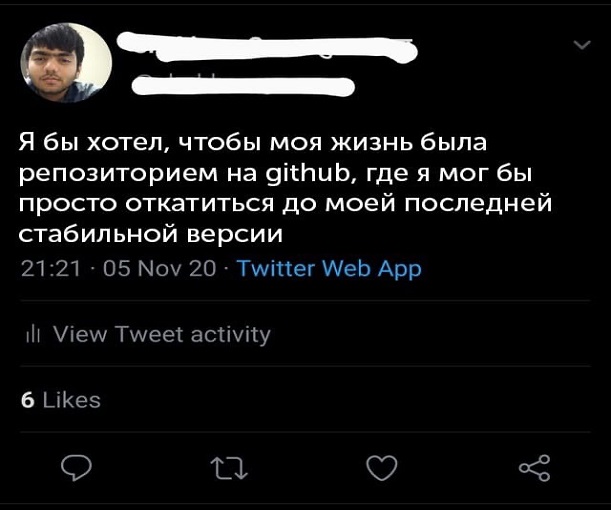 Я бы хотел, чтобы моя жизнь была
репозиторием на github, где я мог бы
просто откатиться до моей последней
стабильной версии
21:21 · 05 Nov 20 · Twitter Web App
View Tweet activity
6 Likes